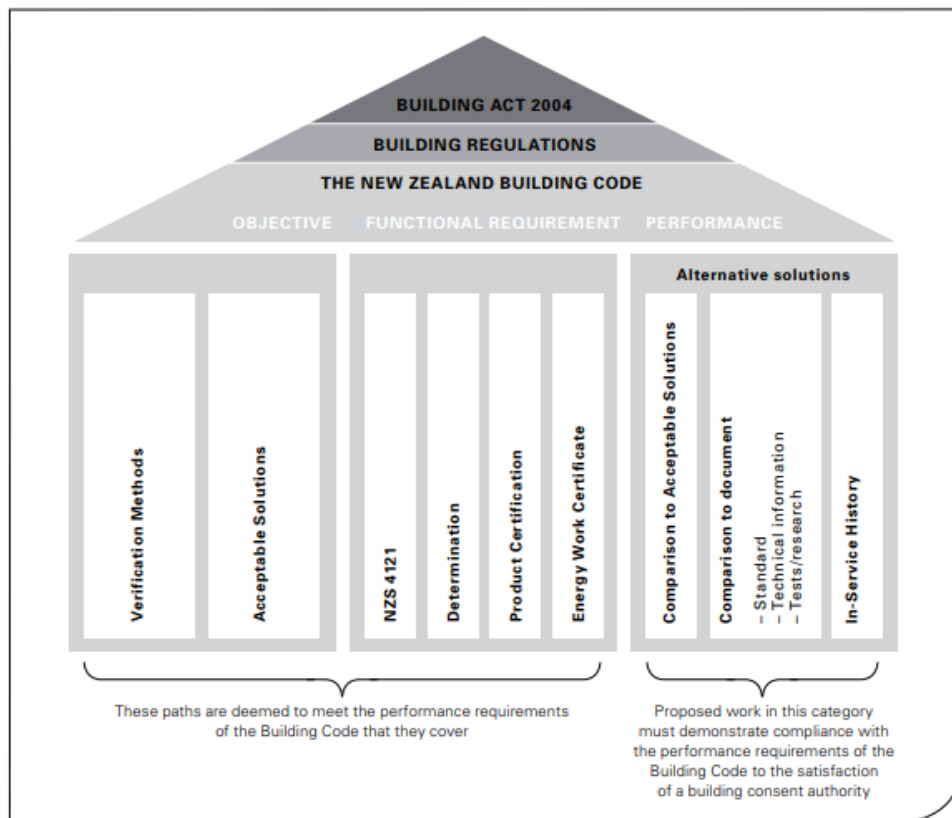 BUILDING ACT 2004
BUILDING REGULATIONS
THE NEW ZEALAND BUILDING CODE
OBJECTIVE FUNCTIONAL REQUIREMENT PERFORMANCE
Verification Methods
Acceptable Solutions
NZS 4121
Determination
Product Certification
Energy Work Certificate
Alternative solutions
Comparison to Acceptable Solutions
Comparison to document
– Standard
– Technical information
– Tests/research
In-Service History
These paths are deemed to meet the performance requirements
of the Building Code that they cover
Proposed work in this category
must demonstrate compliance with
the performance requirements of the
Building Code to the satisfaction
of a building consent authority